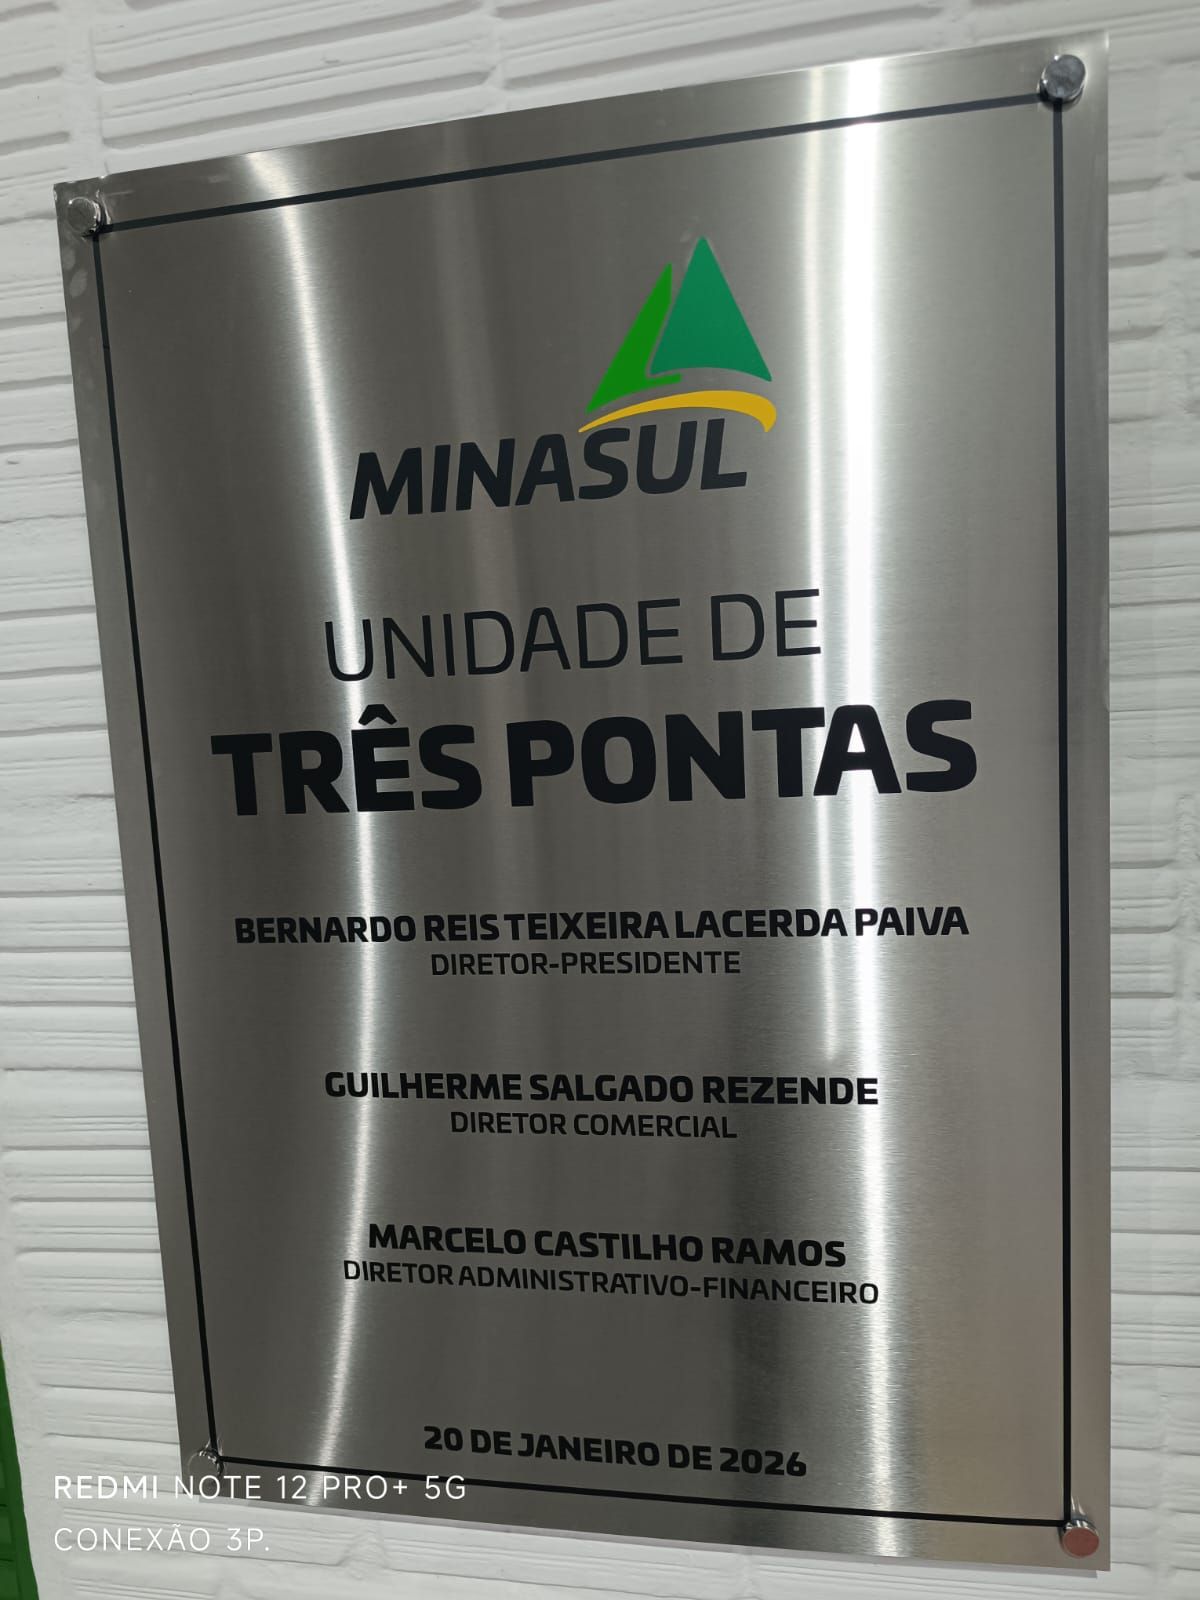 MINASUL
UNIDADE DE
TRÊS PONTAS
BERNARDO REIS TEIXEIRA LACERDA PAIVA
DIRETOR-PRESIDENTE
GUILHERME SALGADO REZENDE
DIRETOR COMERCIAL
MARCELO CASTILHO RAMOS
DIRETOR ADMINISTRATIVO-FINANCEIRO
20 DE JANEIRO DE 2026
REDMI NOTE 12 PRO+ 5G
CONEXÃO 3P.